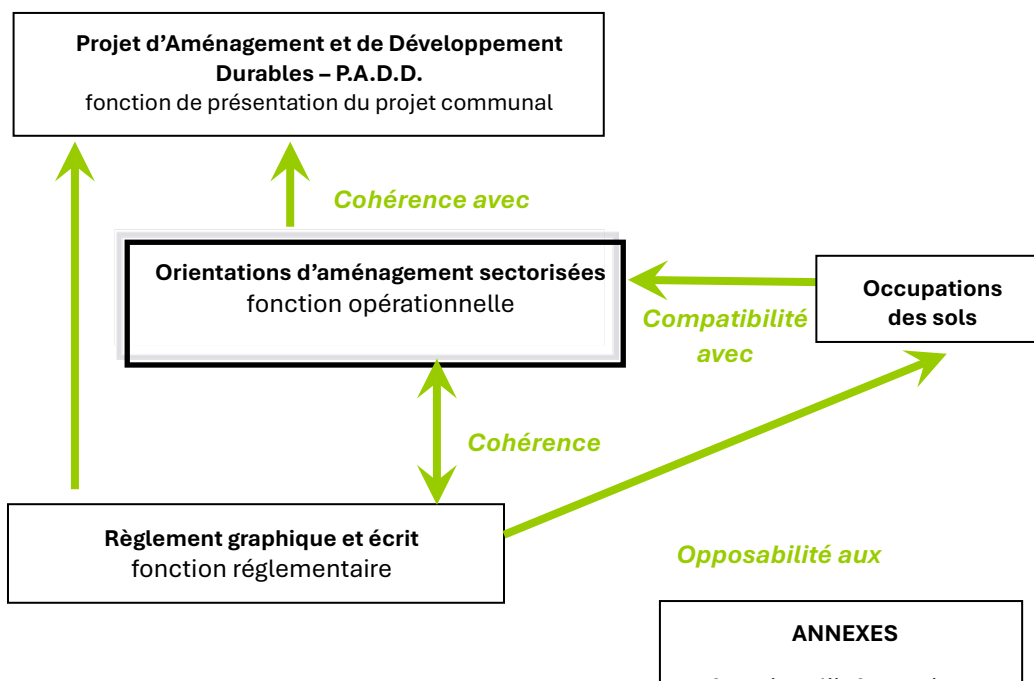 Projet d’Aménagement et de Développement
Durables – P.A.D.D.
fonction de présentation du projet communal
Cohérence avec
Orientations d’aménagement sectorisées
fonction opérationnelle
Occupations
des sols
Compatibilité
avec
Cohérence
Règlement graphique et écrit
fonction réglementaire
Opposabilité aux
ANNEXES